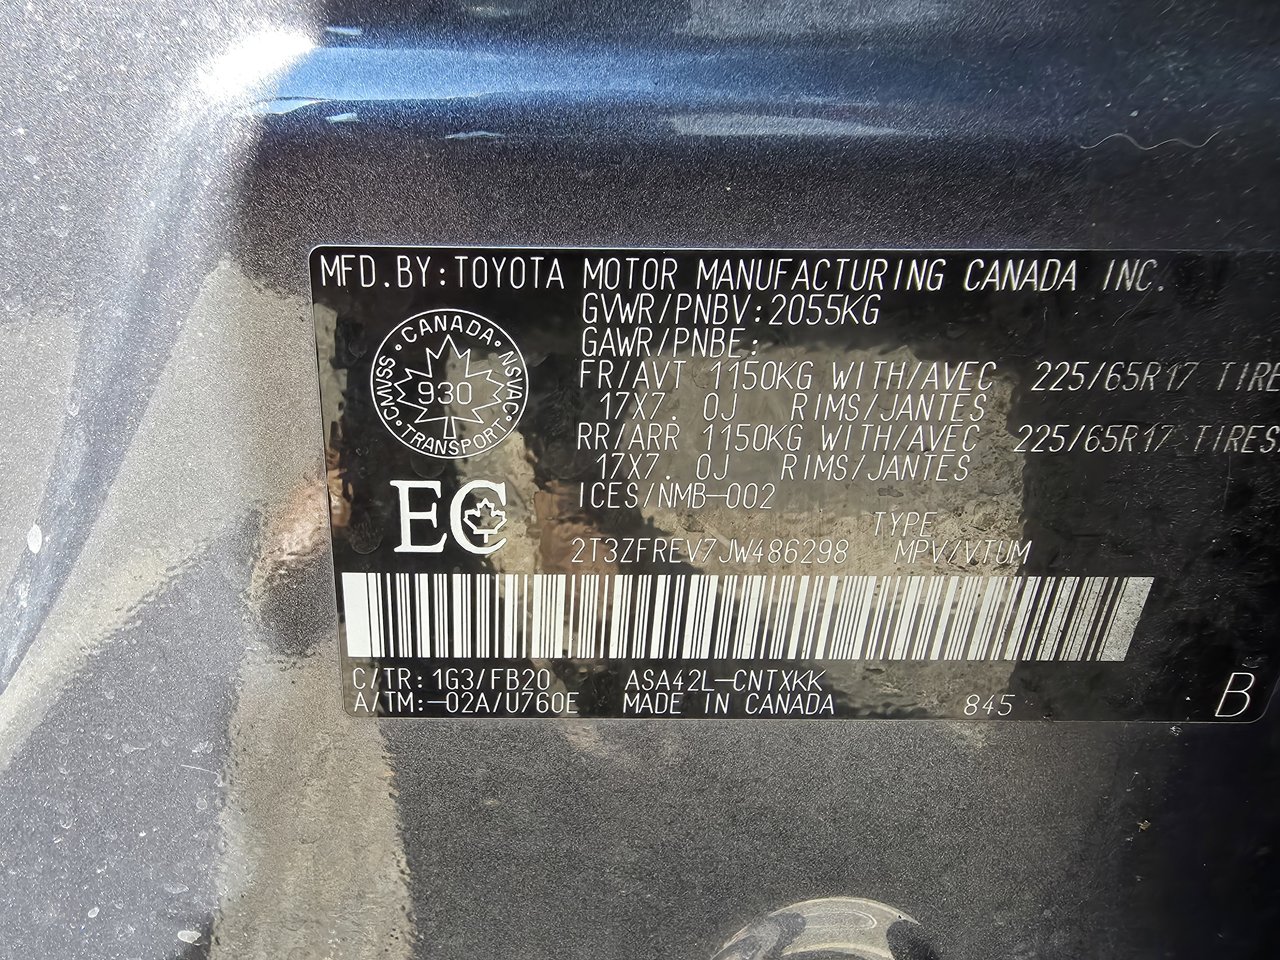 MFD.BY:TOYOTA MOTOR MANUFACTURING CANADA INC.
GVWR/PNBV:2055KG
GAWR/PNBE:
FR/AVT 1150KG WITH/AVEC 225/65R17 TIRE
17X7.0J RIMS/JANTES
RR/ARR 1150KG WITH/AVEC 225/65R17 TIRES
17X7.0J RIMS/JANTES
ICES/NMB-002
CANADA
CMVSS NSVAC
930
TRANSPORT
EC
TYPE
2T3ZFREV7JW486298 MPV/VTUM
C/TR: 1G3/FB20 ASA42L-CNTXKK
A/TM:-02A/U760E MADE IN CANADA 845 B